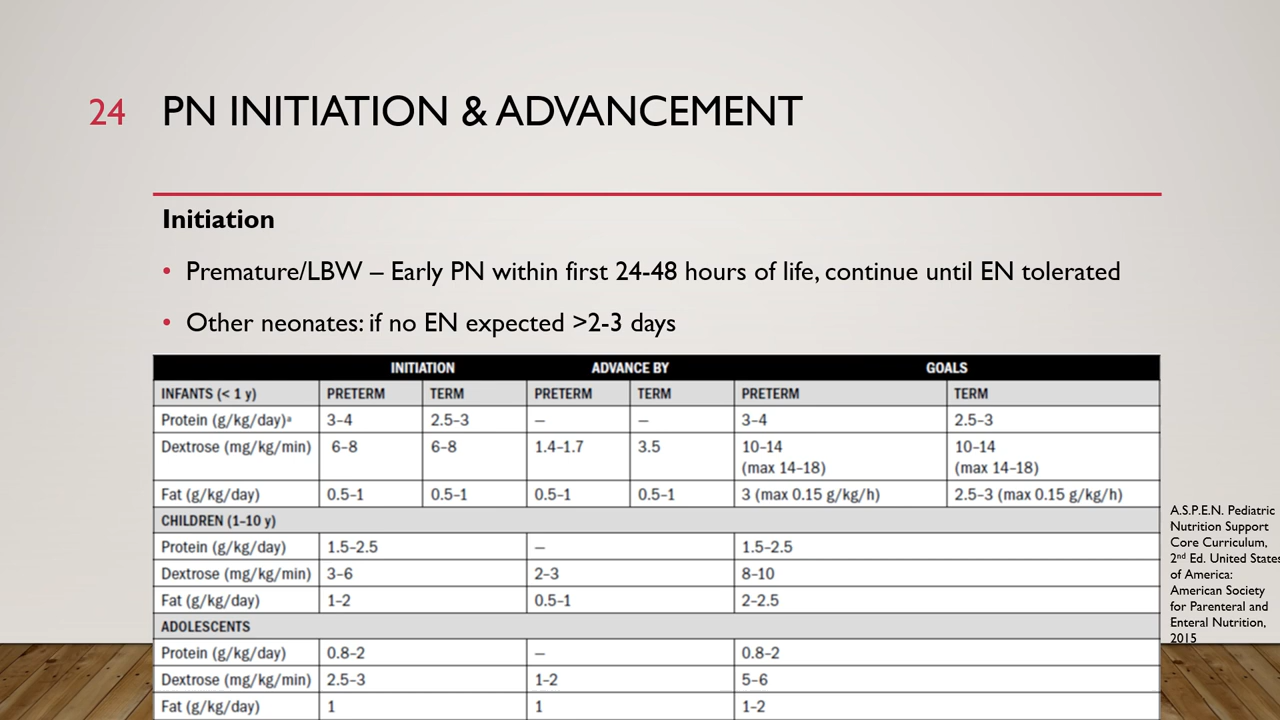 24 PN INITIATION & ADVANCEMENT
Initiation
• Premature/LBW – Early PN within first 24-48 hours of life, continue until EN tolerated
• Other neonates: if no EN expected >2-3 days
INITIATION ADVANCE BY GOALS
INFANTS (< 1 y) PRETERM TERM PRETERM TERM PRETERM TERM
Protein (g/kg/day)ᵃ 3–4 2.5–3 — — 3–4 2.5–3
Dextrose (mg/kg/min) 6–8 6–8 1.4–1.7 3.5 10–14 10–14
(max 14–18) (max 14–18)
Fat (g/kg/day) 0.5–1 0.5–1 0.5–1 0.5–1 3 (max 0.15 g/kg/h) 2.5–3 (max 0.15 g/kg/h)
CHILDREN (1–10 y)
Protein (g/kg/day) 1.5–2.5 — 1.5–2.5
Dextrose (mg/kg/min) 3–6 2–3 8–10
Fat (g/kg/day) 1–2 0.5–1 2–2.5
ADOLESCENTS
Protein (g/kg/day) 0.8–2 — 0.8–2
Dextrose (mg/kg/min) 2.5–3 1–2 5–6
Fat (g/kg/day) 1 1 1–2
A.S.P.E.N. Pediatric
Nutrition Support
Core Curriculum,
2nd Ed. United States
of America:
American Society
for Parenteral and
Enteral Nutrition,
2015